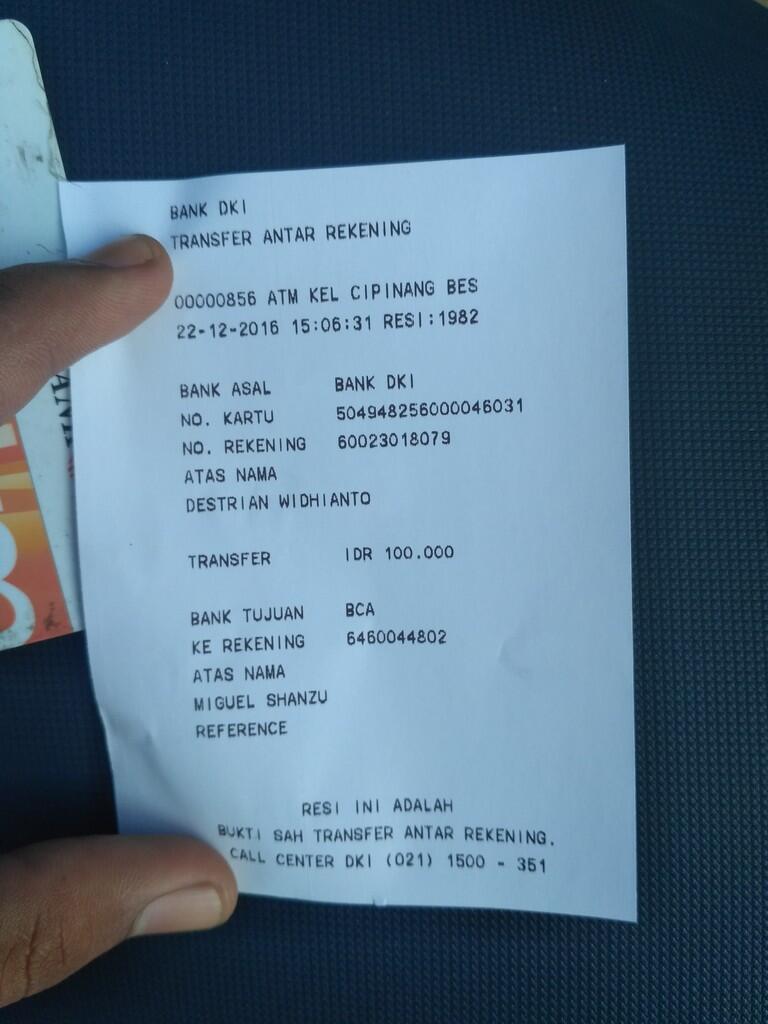 BANK DKI
TRANSFER ANTAR REKENING
00000856 ATM KEL CIPINANG BES
22-12-2016 15:06:31 RESI:1982
BANK ASAL BANK DKI
NO. KARTU 504948256000046031
NO. REKENING 60023018079
ATAS NAMA
DESTRIAN WIDHIANTO
TRANSFER IDR 100.000
BANK TUJUAN BCA
KE REKENING 6460044802
ATAS NAMA
MIGUEL SHANZU
REFERENCE
RESI INI ADALAH
BUKTI SAH TRANSFER ANTAR REKENING.
CALL CENTER DKI (021) 1500 - 351